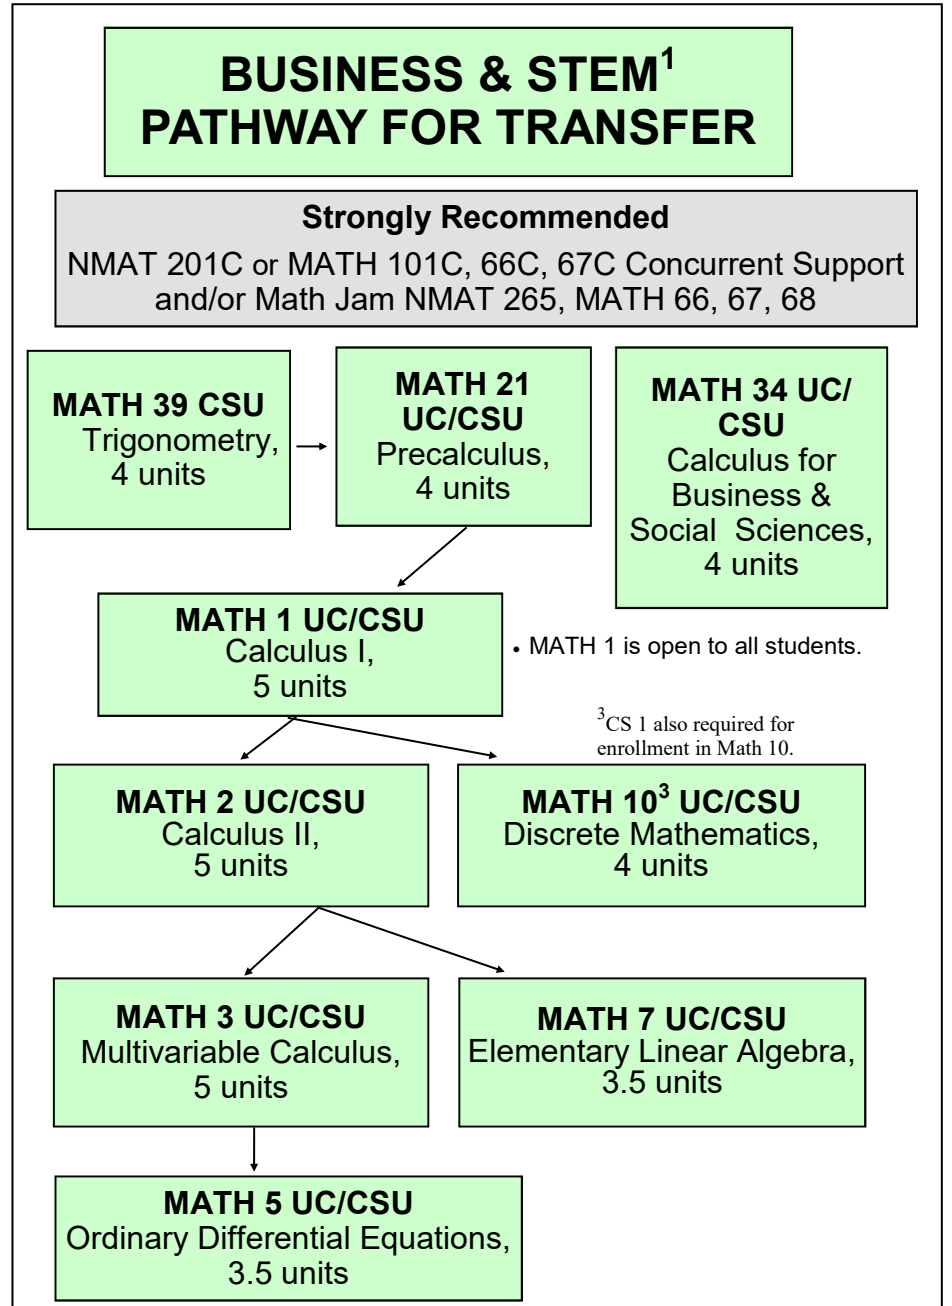 BUSINESS & STEM¹
PATHWAY FOR TRANSFER
Strongly Recommended
NMAT 201C or MATH 101C, 66C, 67C Concurrent Support
and/or Math Jam NMAT 265, MATH 66, 67, 68
MATH 39 CSU
Trigonometry,
4 units
MATH 21
UC/CSU
Precalculus,
4 units
MATH 34 UC/
CSU
Calculus for
Business &
Social Sciences,
4 units
MATH 1 UC/CSU
Calculus I,
5 units
• MATH 1 is open to all students.
³CS 1 also required for
enrollment in Math 10.
MATH 2 UC/CSU
Calculus II,
5 units
MATH 10³ UC/CSU
Discrete Mathematics,
4 units
MATH 3 UC/CSU
Multivariable Calculus,
5 units
MATH 7 UC/CSU
Elementary Linear Algebra,
3.5 units
MATH 5 UC/CSU
Ordinary Differential Equations,
3.5 units